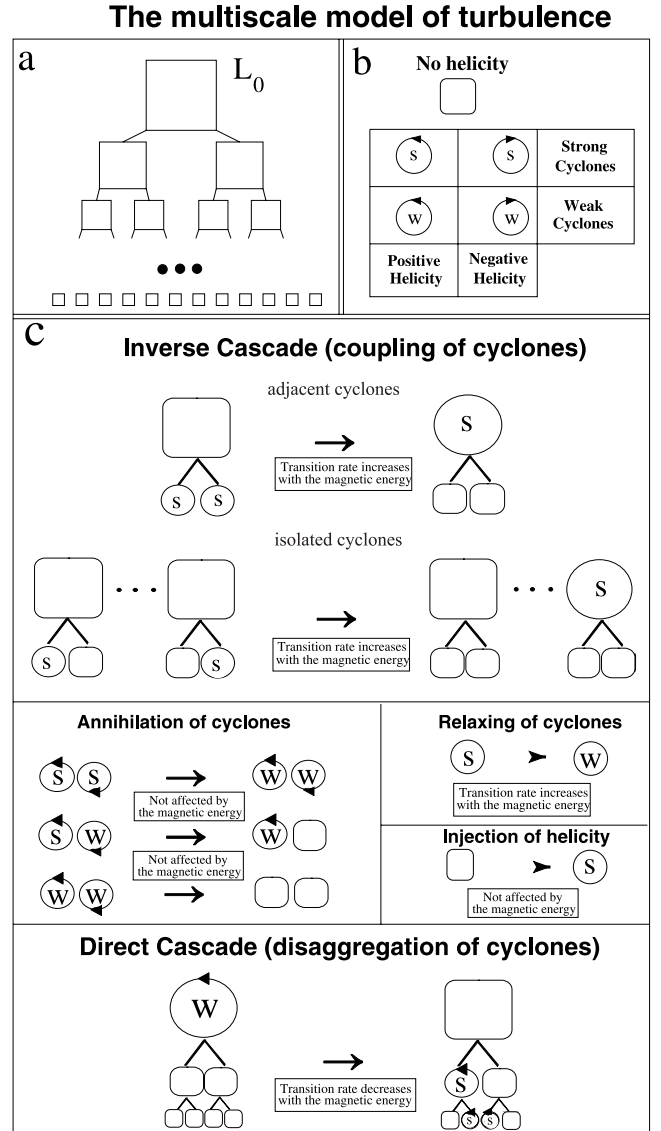 The multiscale model of turbulence
a
L0
b
No helicity
S
S
Strong
Cyclones
W
W
Weak
Cyclones
Positive
Helicity
Negative
Helicity
c
Inverse Cascade (coupling of cyclones)
adjacent cyclones
S
Transition rate increases
with the magnetic energy
S S
isolated cyclones
S
Transition rate increases
with the magnetic energy
S
S
Annihilation of cyclones
S S
W W
Not affected by
the magnetic energy
S W
W
Not affected by
the magnetic energy
W W
Relaxing of cyclones
S
W
Transition rate increases
with the magnetic energy
Injection of helicity
S
Not affected by
the magnetic energy
Direct Cascade (disaggregation of cyclones)
W
S
Transition rate decreases
with the magnetic energy
S S